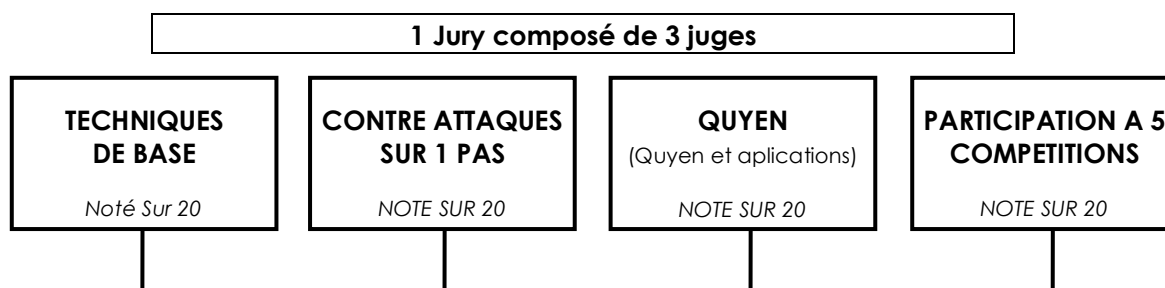 1 Jury composé de 3 juges
TECHNIQUES
DE BASE
Noté Sur 20
CONTRE ATTAQUES
SUR 1 PAS
NOTE SUR 20
QUYEN
(Quyen et aplications)
NOTE SUR 20
PARTICIPATION A 5
COMPETITIONS
NOTE SUR 20